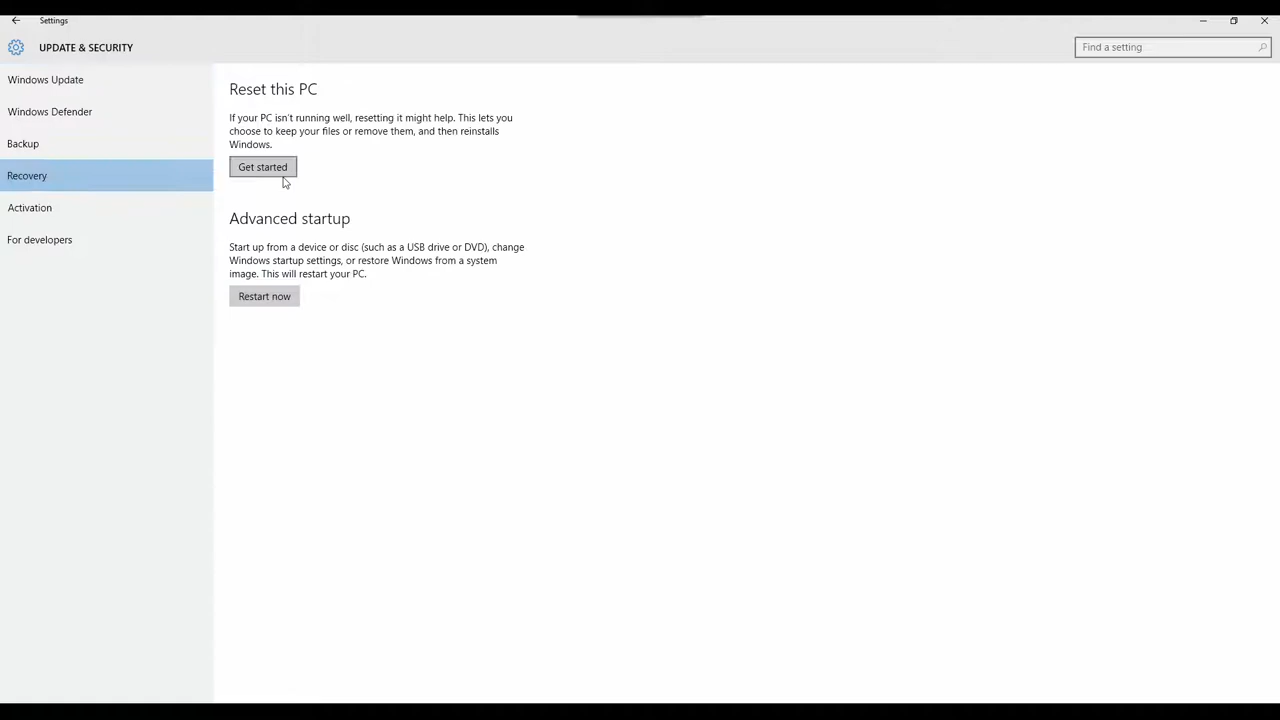 Settings
UPDATE & SECURITY
Find a setting
Windows Update
Windows Defender
Backup
Recovery
Activation
For developers
Reset this PC
If your PC isn't running well, resetting it might help. This lets you
choose to keep your files or remove them, and then reinstalls
Windows.
Get started
Advanced startup
Start up from a device or disc (such as a USB drive or DVD), change
Windows startup settings, or restore Windows from a system
image. This will restart your PC.
Restart now